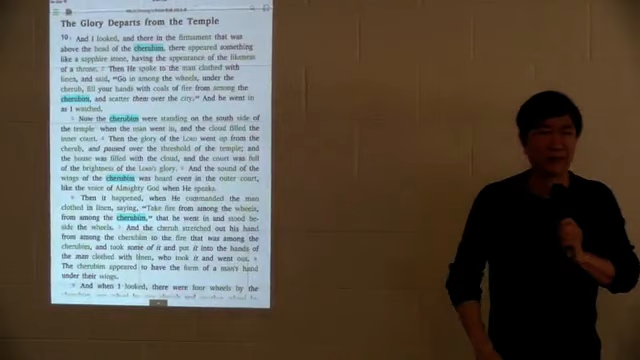 The Glory Departs from the Temple
10 And I looked, and there in the firmament that was
above the head of the cherubim, there appeared something
like a sapphire stone, having the appearance of the likeness
of a throne. Then He spoke to the man clothed with
linen, and said, "Go in among the wheels, under the
cherub, fill your hands with coals of fire from among the
cherubim, and scatter them over the city." And he went in
as I watched.
Now the cherubim were standing on the south side of
the temple when the man went in, and the cloud filled the
inner court. Then the glory of the LORD went up from the
cherub, and paused over the threshold of the temple; and
the house was filled with the cloud, and the court was full
of the brightness of the LORD's glory. And the sound of the
wings of the cherubim was heard even in the outer court,
like the voice of Almighty God when He speaks.
Then it happened, when He commanded the man
clothed in linen, saying, "Take fire from among the wheels,
from among the cherubim," that he went in and stood be-
side the wheels. And the cherub stretched out his hand
from among the cherubim to the fire that was among the
cherubim, and took some of it and put it into the hands of
the man clothed with linen, who took it and went out.
The cherubim appeared to have the form of a man's hand
under their wings.
And when I looked, there were four wheels by the